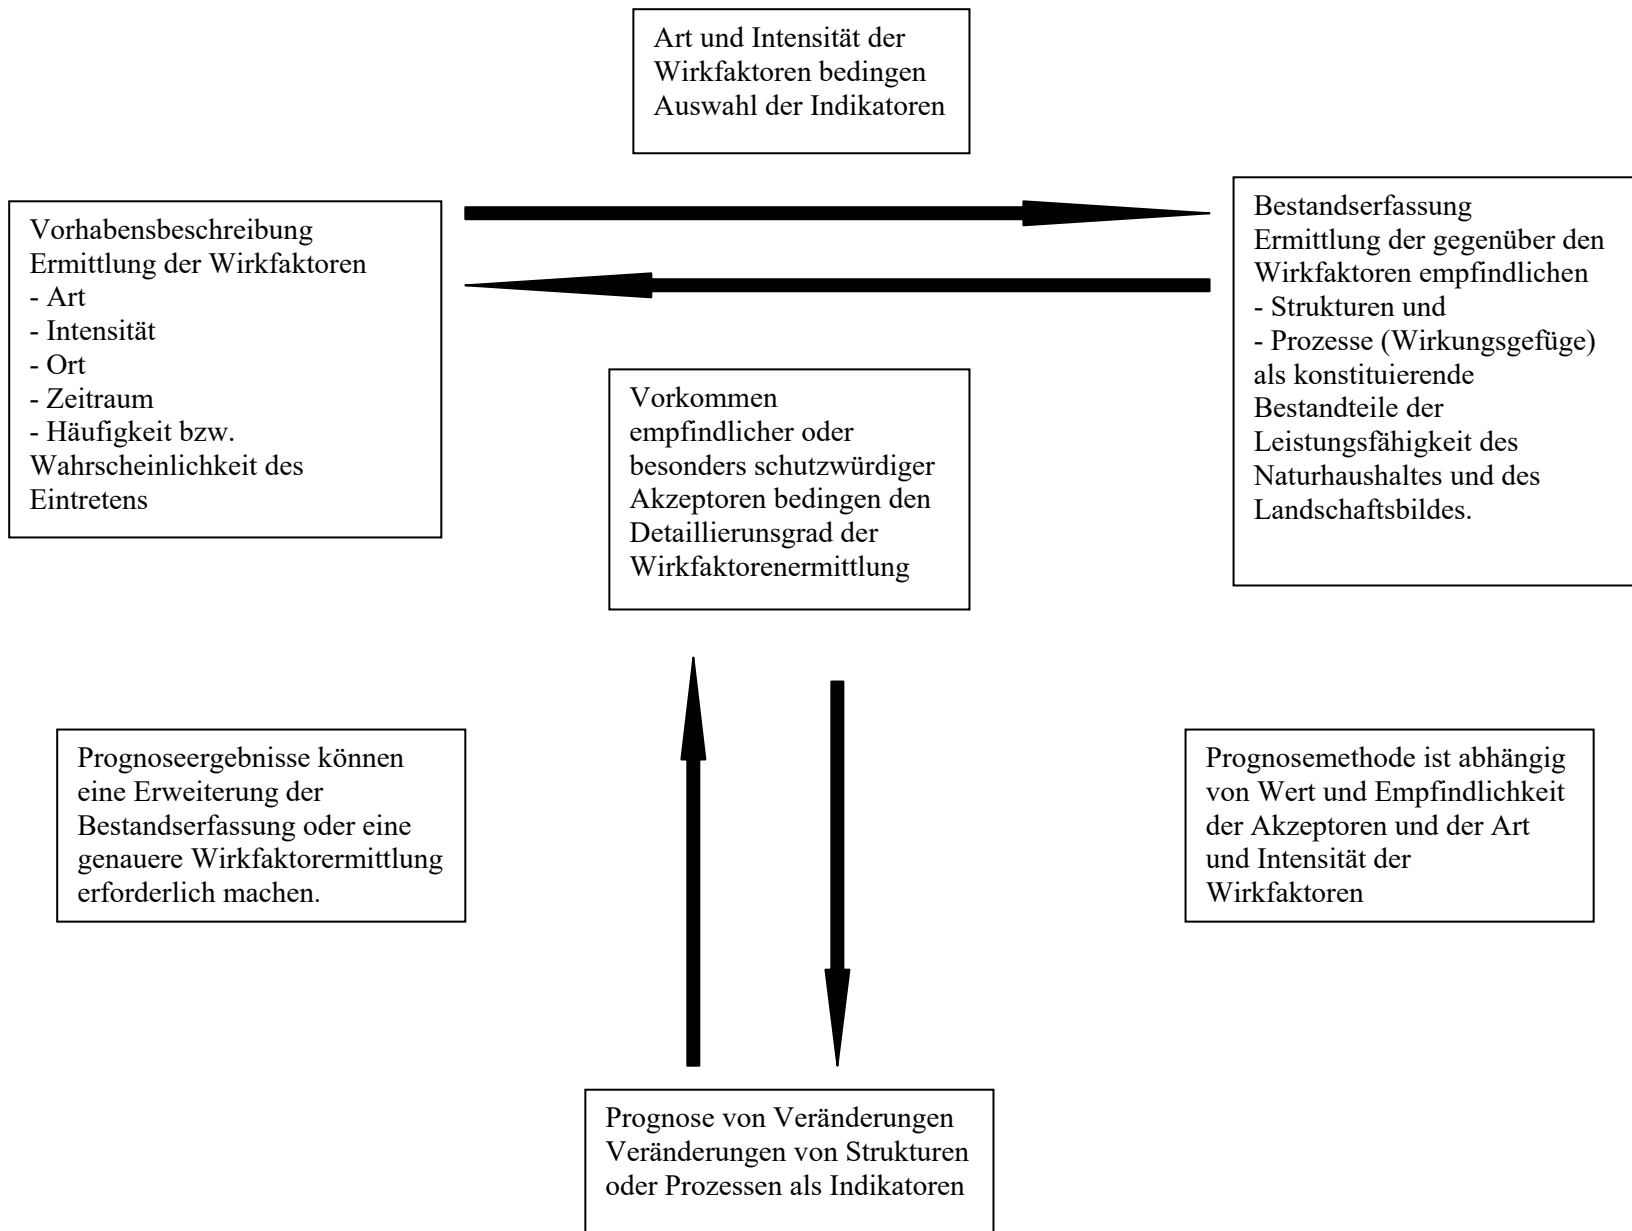 Art und Intensität der
Wirkfaktoren bedingen
Auswahl der Indikatoren
Vorhabensbeschreibung
Ermittlung der Wirkfaktoren
- Art
- Intensität
- Ort
- Zeitraum
- Häufigkeit bzw.
Wahrscheinlichkeit des
Eintretens
Bestandserfassung
Ermittlung der gegenüber den
Wirkfaktoren empfindlichen
- Strukturen und
- Prozesse (Wirkungsgefüge)
als konstituierende
Bestandteile der
Leistungsfähigkeit des
Naturhaushaltes und des
Landschaftsbildes.
Vorkommen
empfindlicher oder
besonders schutzwürdiger
Akzeptoren bedingen den
Detaillierunsgrad der
Wirkfaktorenermittlung
Prognoseergebnisse können
eine Erweiterung der
Bestandserfassung oder eine
genauere Wirkfaktorermittlung
erforderlich machen.
Prognosemethode ist abhängig
von Wert und Empfindlichkeit
der Akzeptoren und der Art
und Intensität der
Wirkfaktoren
Prognose von Veränderungen
Veränderungen von Strukturen
oder Prozessen als Indikatoren